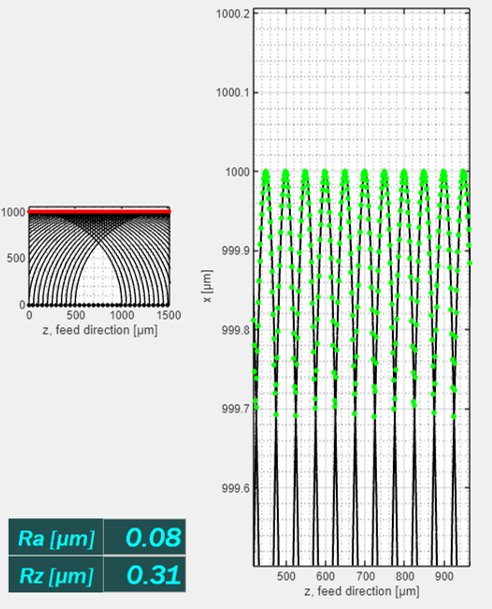 1000.2
1000.1
1000
999.9
999.8
999.7
999.6
x [µm]
500 600 700 800 900
z, feed direction [µm]
1000
500
0
0 500 1000 1500
z, feed direction [µm]
Ra [µm] 0.08
Rz [µm] 0.31